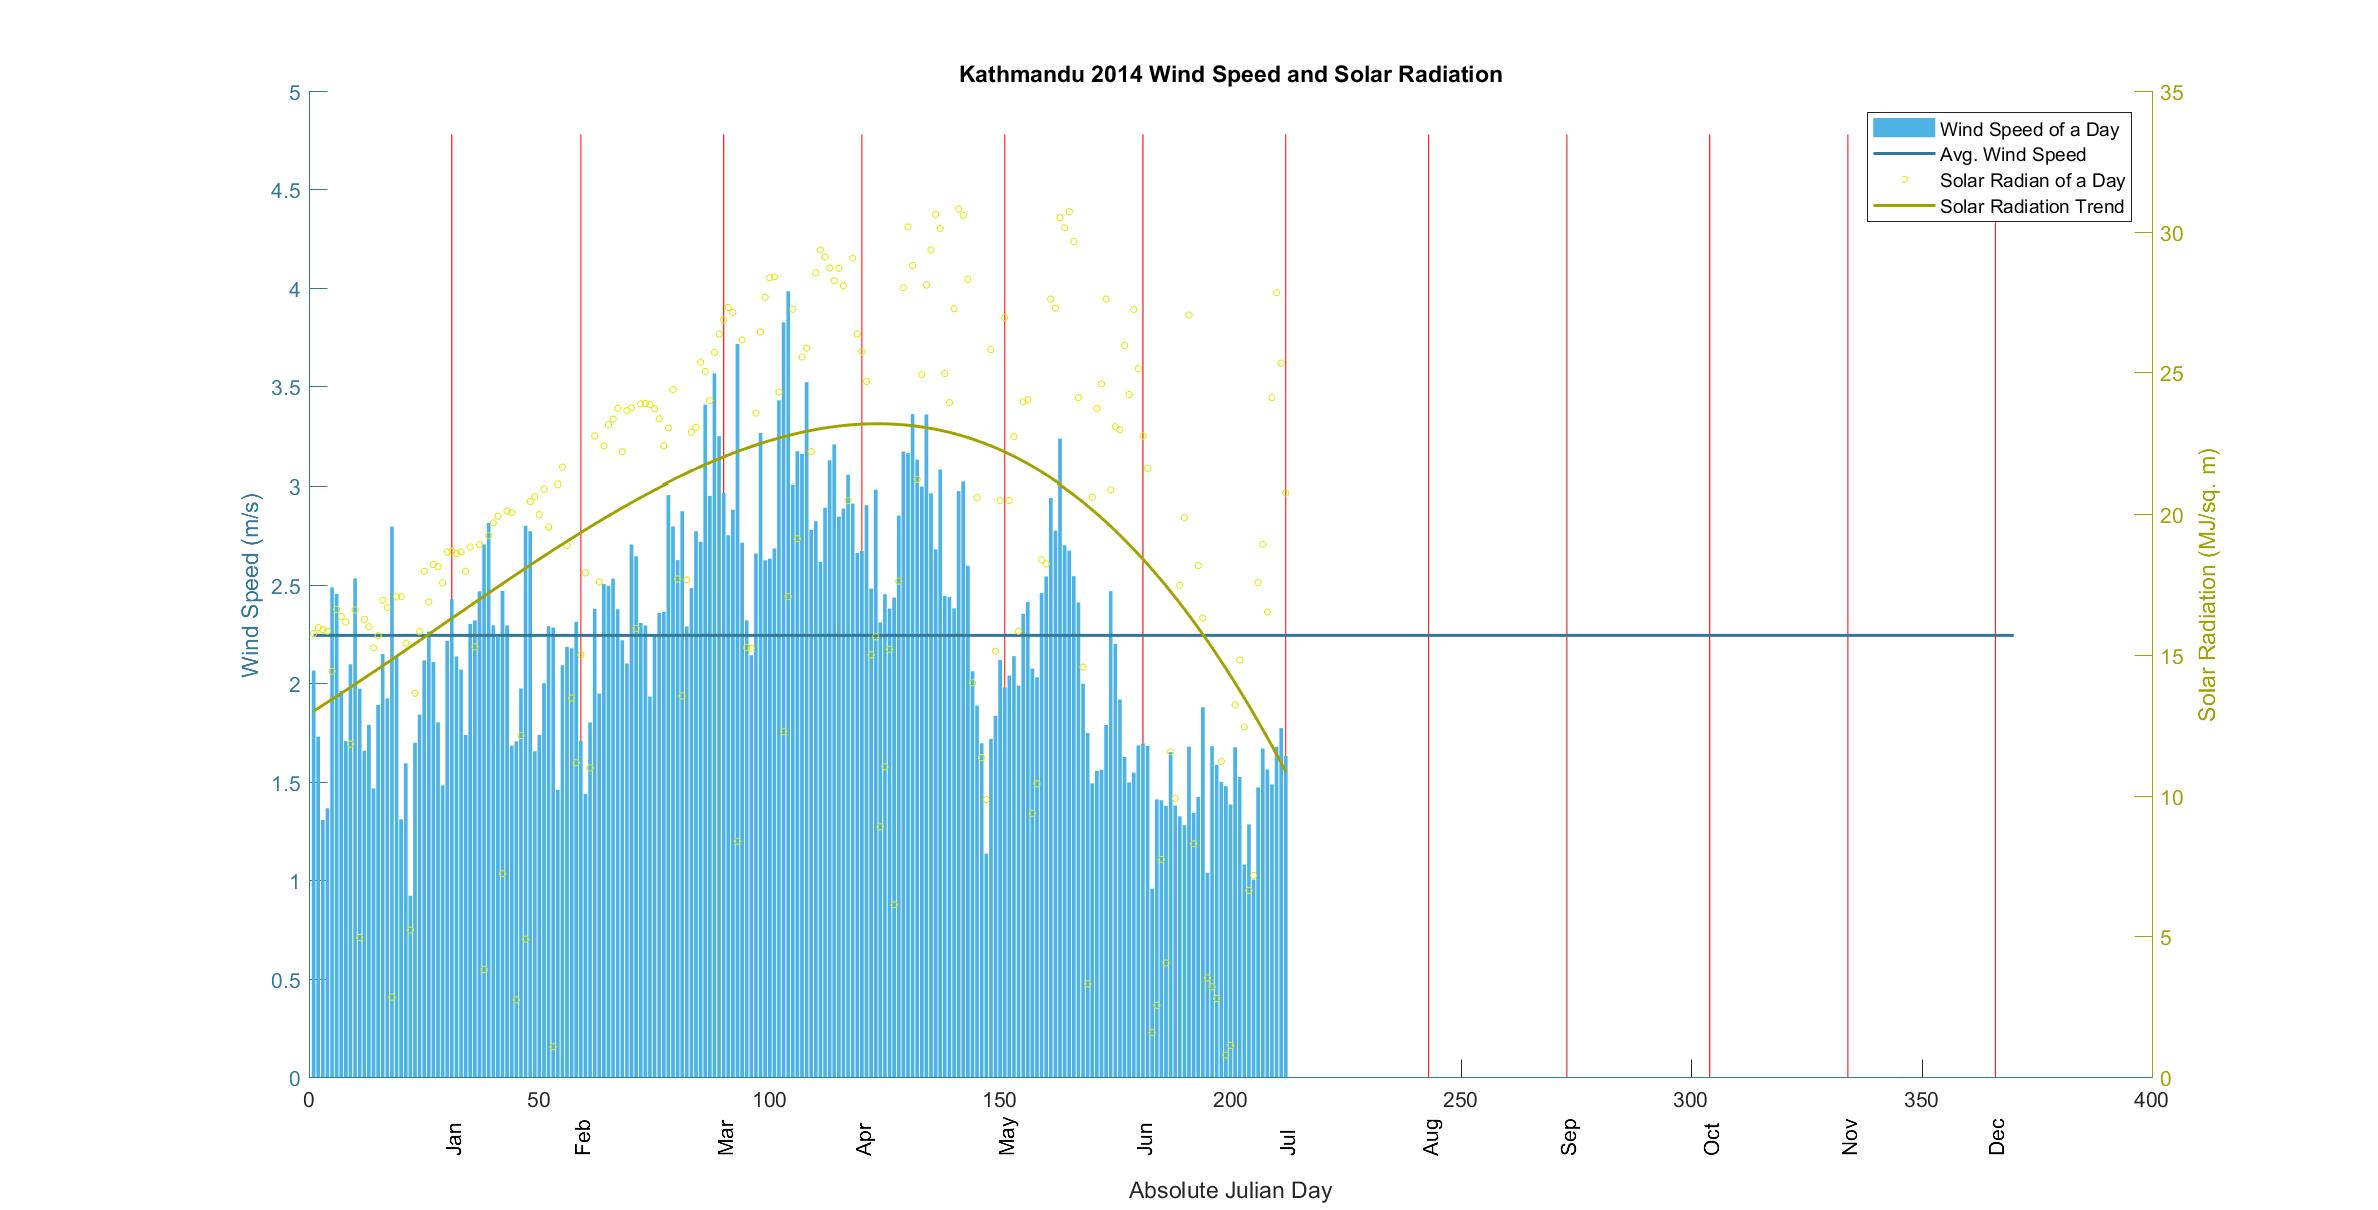 Kathmandu 2014 Wind Speed and Solar Radiation
Wind Speed of a Day
Avg. Wind Speed
Solar Radian of a Day
Solar Radiation Trend
Wind Speed (m/s)
5
4.5
4
3.5
3
2.5
2
1.5
1
0.5
0
Solar Radiation (MJ/sq. m)
35
30
25
20
15
10
5
0
0 50 100 150 200 250 300 350 400
Jan Feb Mar Apr May Jun Jul Aug Sep Oct Nov Dec
Absolute Julian Day